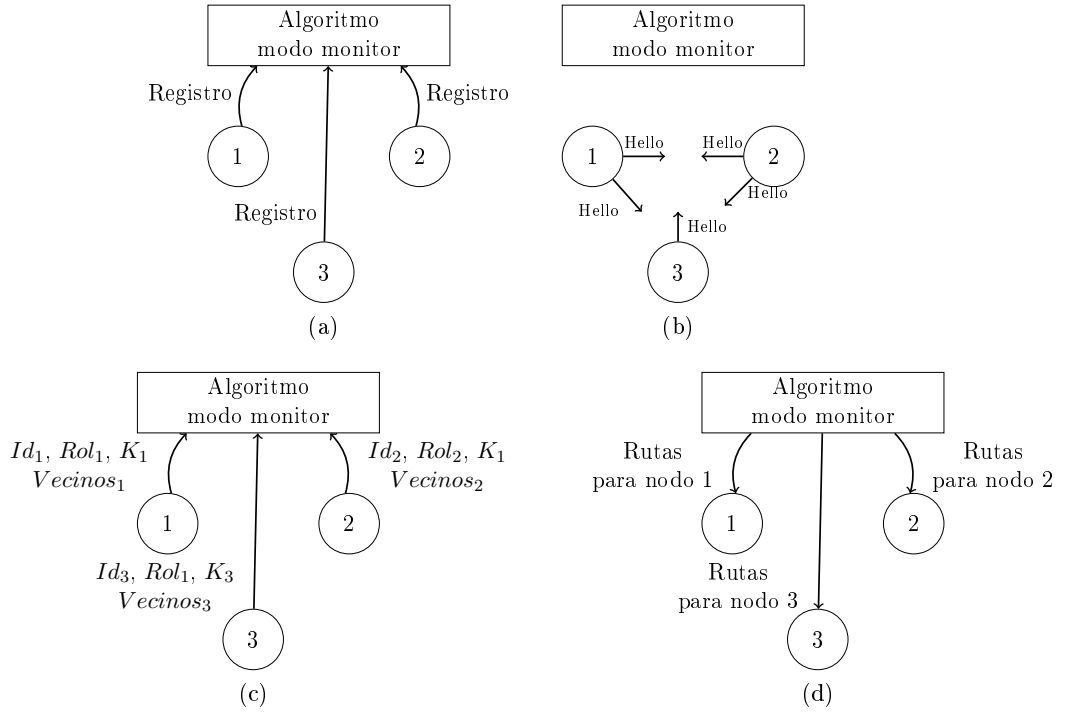 Algoritmo
modo monitor
Registro
Registro
1
2
Registro
3
(a)
Algoritmo
modo monitor
1
Hello
Hello
2
Hello
Hello
Hello
3
(b)
Algoritmo
modo monitor
Id₁, Rol₁, K₁
Vecinos₁
Id₂, Rol₂, K₁
Vecinos₂
1
2
Id₃, Rol₁, K₃
Vecinos₃
3
(c)
Algoritmo
modo monitor
Rutas
para nodo 1
Rutas
para nodo 2
1
2
Rutas
para nodo 3
3
(d)